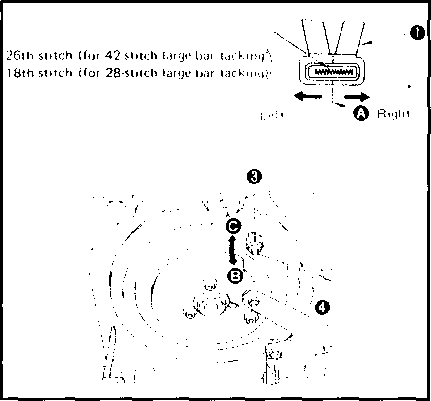 1
26th stitch (for 42-stitch large bar tacking)
18th stitch (for 28-stitch large bar tacking)
Left A Right
3
C
B
4